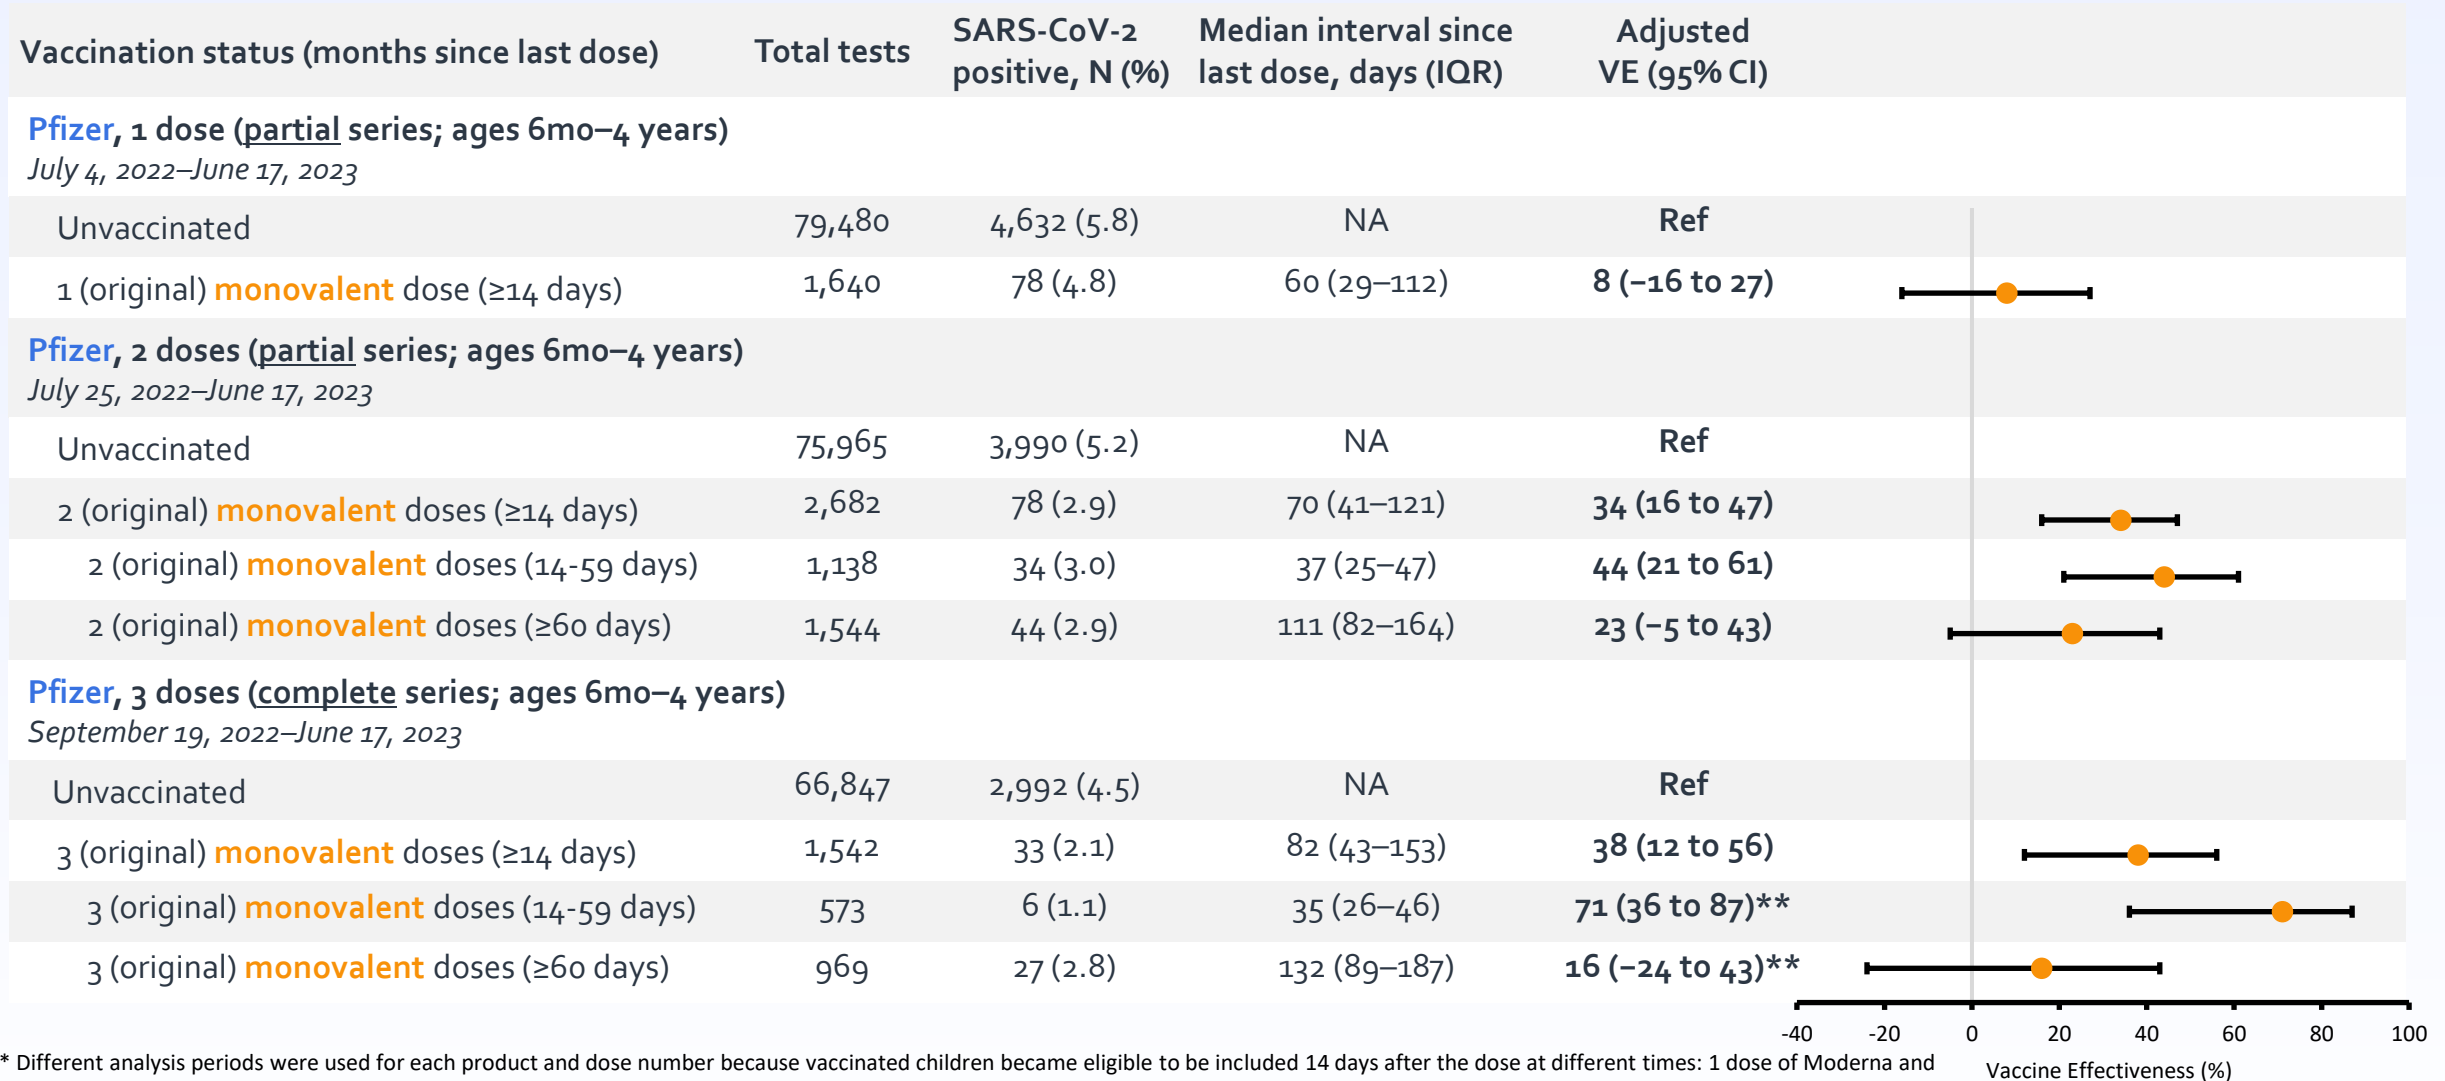 Vaccination status (months since last dose) Total tests SARS-CoV-2 positive, N (%) Median interval since last dose, days (IQR) Adjusted VE (95% CI)
Pfizer, 1 dose (partial series; ages 6mo–4 years)
July 4, 2022–June 17, 2023
Unvaccinated 79,480 4,632 (5.8) NA Ref
1 (original) monovalent dose (≥14 days) 1,640 78 (4.8) 60 (29–112) 8 (−16 to 27)
Pfizer, 2 doses (partial series; ages 6mo–4 years)
July 25, 2022–June 17, 2023
Unvaccinated 75,965 3,990 (5.2) NA Ref
2 (original) monovalent doses (≥14 days) 2,682 78 (2.9) 70 (41–121) 34 (16 to 47)
2 (original) monovalent doses (14-59 days) 1,138 34 (3.0) 37 (25–47) 44 (21 to 61)
2 (original) monovalent doses (≥60 days) 1,544 44 (2.9) 111 (82–164) 23 (−5 to 43)
Pfizer, 3 doses (complete series; ages 6mo–4 years)
September 19, 2022–June 17, 2023
Unvaccinated 66,847 2,992 (4.5) NA Ref
3 (original) monovalent doses (≥14 days) 1,542 33 (2.1) 82 (43–153) 38 (12 to 56)
3 (original) monovalent doses (14-59 days) 573 6 (1.1) 35 (26–46) 71 (36 to 87)**
3 (original) monovalent doses (≥60 days) 969 27 (2.8) 132 (89–187) 16 (−24 to 43)**
-40 -20 0 20 40 60 80 100
Vaccine Effectiveness (%)
* Different analysis periods were used for each product and dose number because vaccinated children became eligible to be included 14 days after the dose at different times: 1 dose of Moderna and